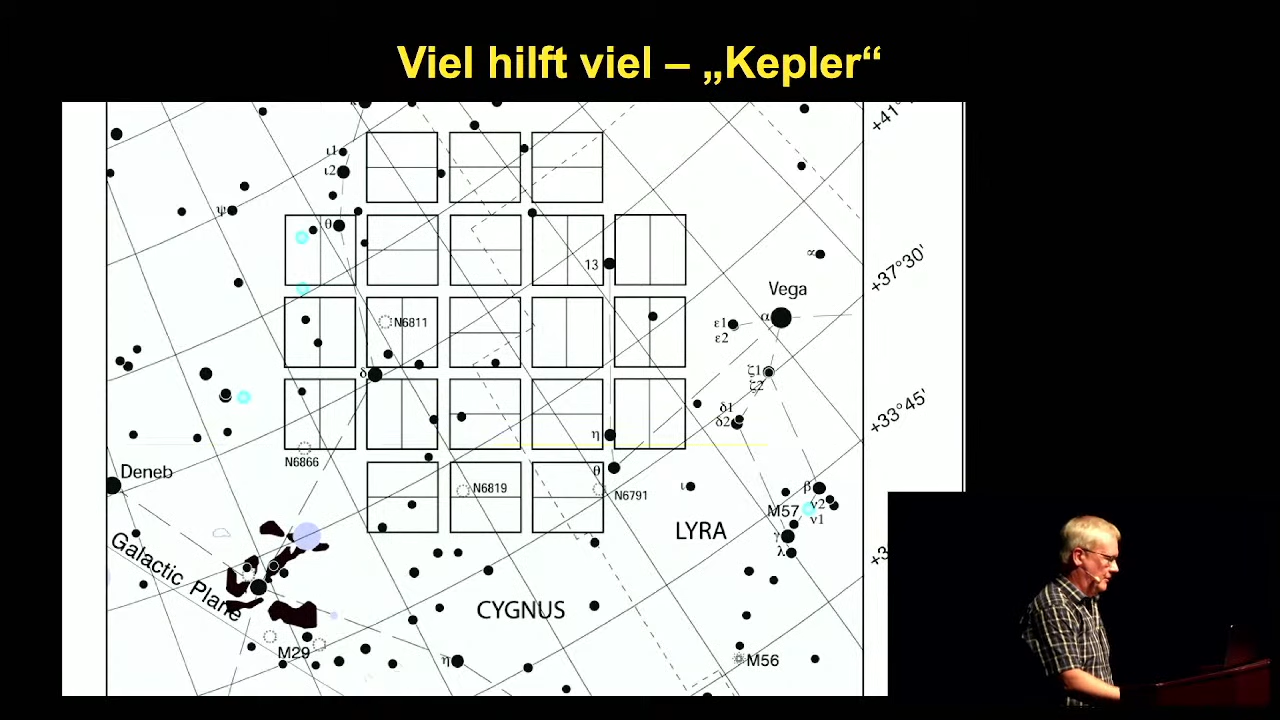 Viel hilft viel – „Kepler“
ι1
ι2
ψ
θ
13
α
+37°30'
Vega
α
ε1
ε2
N6811
δ
ζ1
ζ2
δ1
δ2
+33°45'
η
θ
N6866
Deneb
N6819
N6791
ι
β
ν2
ν1
M57
γ
λ
LYRA
Galactic Plane
CYGNUS
M29
η
M56